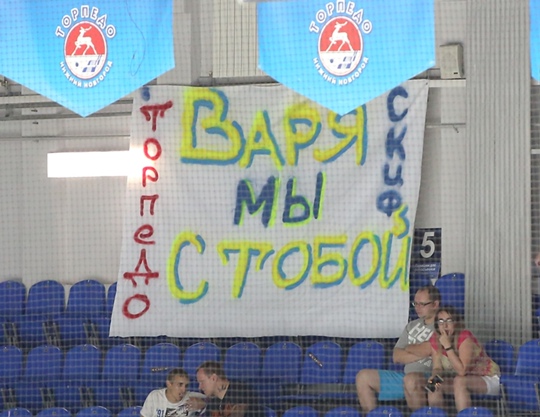 ТОРПЕДО
НИЖНИЙ НОВГОРОД
ТОРПЕДО
НИЖНИЙ НОВГОРОД
ТОРПЕДО
ВАРЯ
МЫ
С ТОБОЙ
СКИФ
5